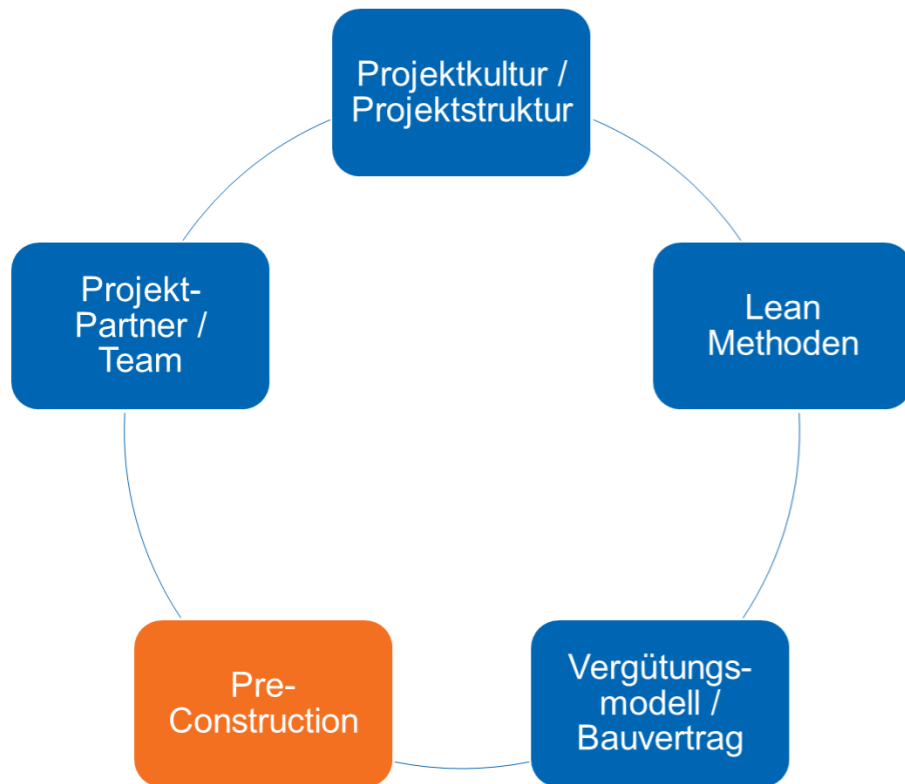 Projektkultur /
Projektstruktur
Projekt-
Partner /
Team
Lean
Methoden
Pre-
Construction
Vergütungs-
modell /
Bauvertrag